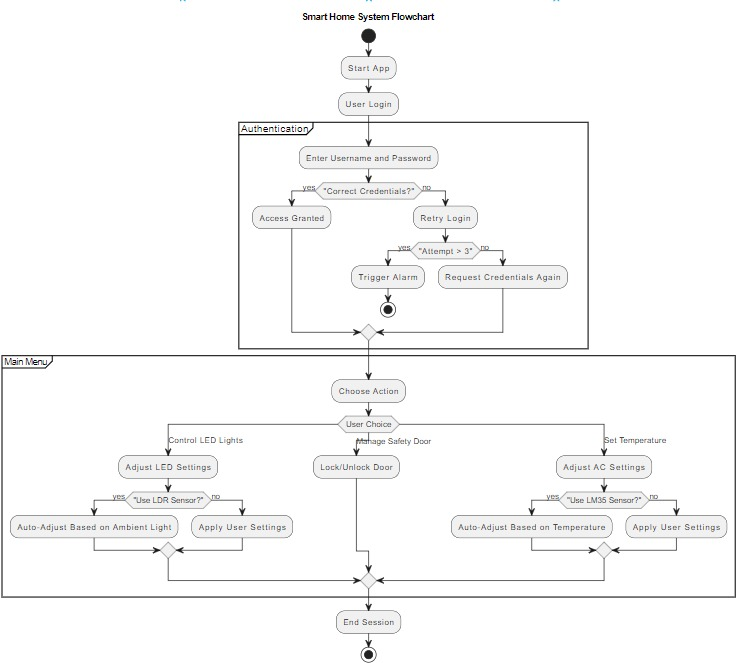 Smart Home System Flowchart
Start App
User Login
Authentication
Enter Username and Password
yes
"Correct Credentials?"
no
Access Granted
Retry Login
yes
"Attempt > 3"
no
Trigger Alarm
Request Credentials Again
Main Menu
Choose Action
User Choice
Control LED Lights
Manage Safety Door
Set Temperature
Adjust LED Settings
Lock/Unlock Door
Adjust AC Settings
yes
"Use LDR Sensor?"
no
yes
"Use LM35 Sensor?"
no
Auto-Adjust Based on Ambient Light
Apply User Settings
Auto-Adjust Based on Temperature
Apply User Settings
End Session